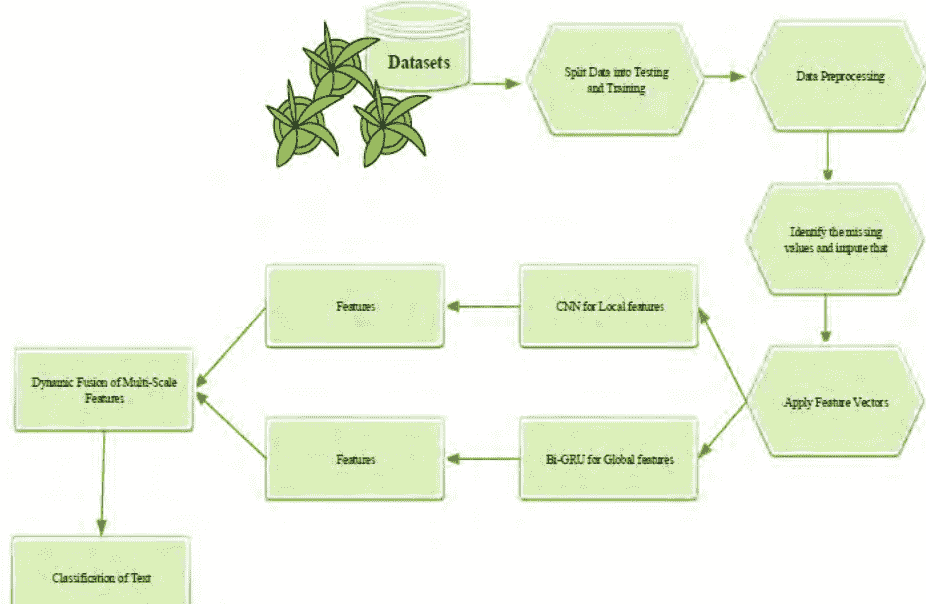 Datasets
Split Data into Testing
and Training
Data Preprocessing
Identify the missing
values and impute that
Apply Feature Vectors
CNN for Local features
Features
Bi-GRU for Global features
Features
Dynamic Fusion of Multi-Scale
Features
Classification of Text